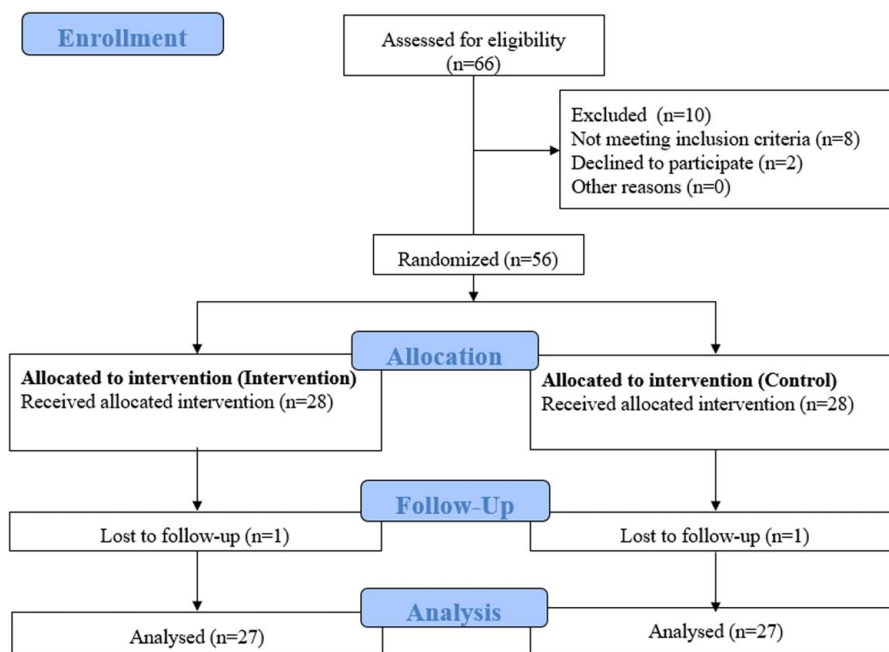 Enrollment
Assessed for eligibility
(n=66)
Excluded (n=10)
Not meeting inclusion criteria (n=8)
Declined to participate (n=2)
Other reasons (n=0)
Randomized (n=56)
Allocation
Allocated to intervention (Intervention)
Received allocated intervention (n=28)
Allocated to intervention (Control)
Received allocated intervention (n=28)
Follow-Up
Lost to follow-up (n=1)
Lost to follow-up (n=1)
Analysis
Analysed (n=27)
Analysed (n=27)